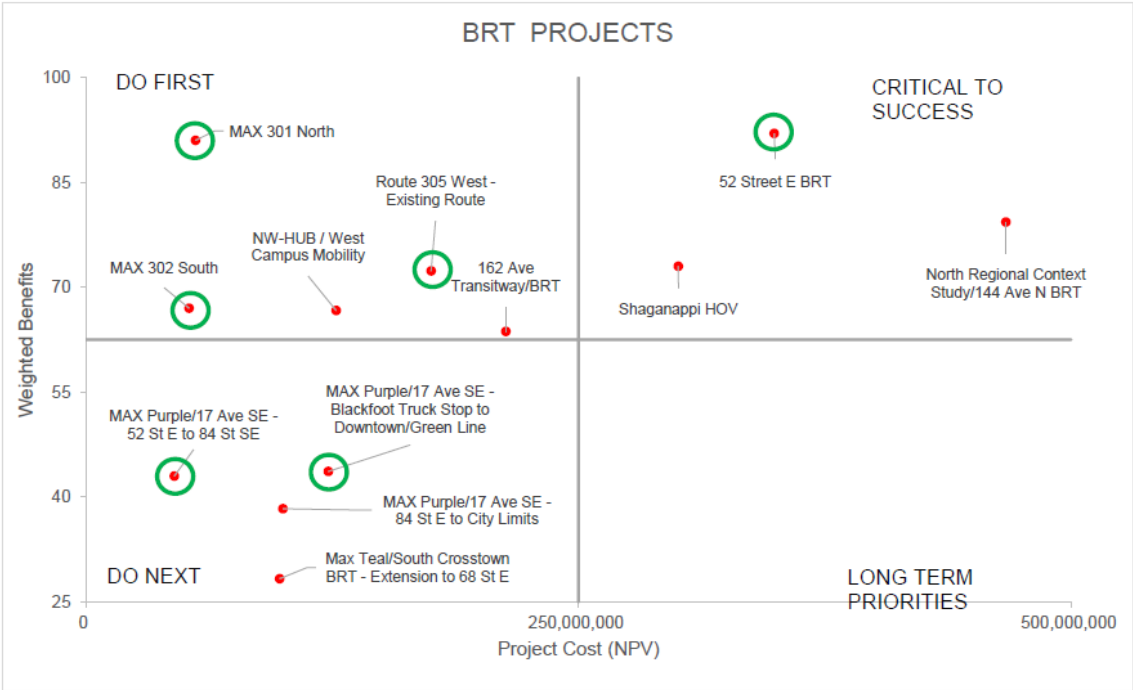 BRT PROJECTS
100
DO FIRST
CRITICAL TO
SUCCESS
MAX 301 North
85
Route 305 West -
Existing Route
52 Street E BRT
NW-HUB / West
Campus Mobility
MAX 302 South
162 Ave
Transitway/BRT
70
North Regional Context
Study/144 Ave N BRT
Shaganappi HOV
Weighted Benefits
55
MAX Purple/17 Ave SE -
Blackfoot Truck Stop to
Downtown/Green Line
MAX Purple/17 Ave SE -
52 St E to 84 St SE
40
MAX Purple/17 Ave SE -
84 St E to City Limits
Max Teal/South Crosstown
BRT - Extension to 68 St E
DO NEXT
LONG TERM
PRIORITIES
25
0
250,000,000
500,000,000
Project Cost (NPV)